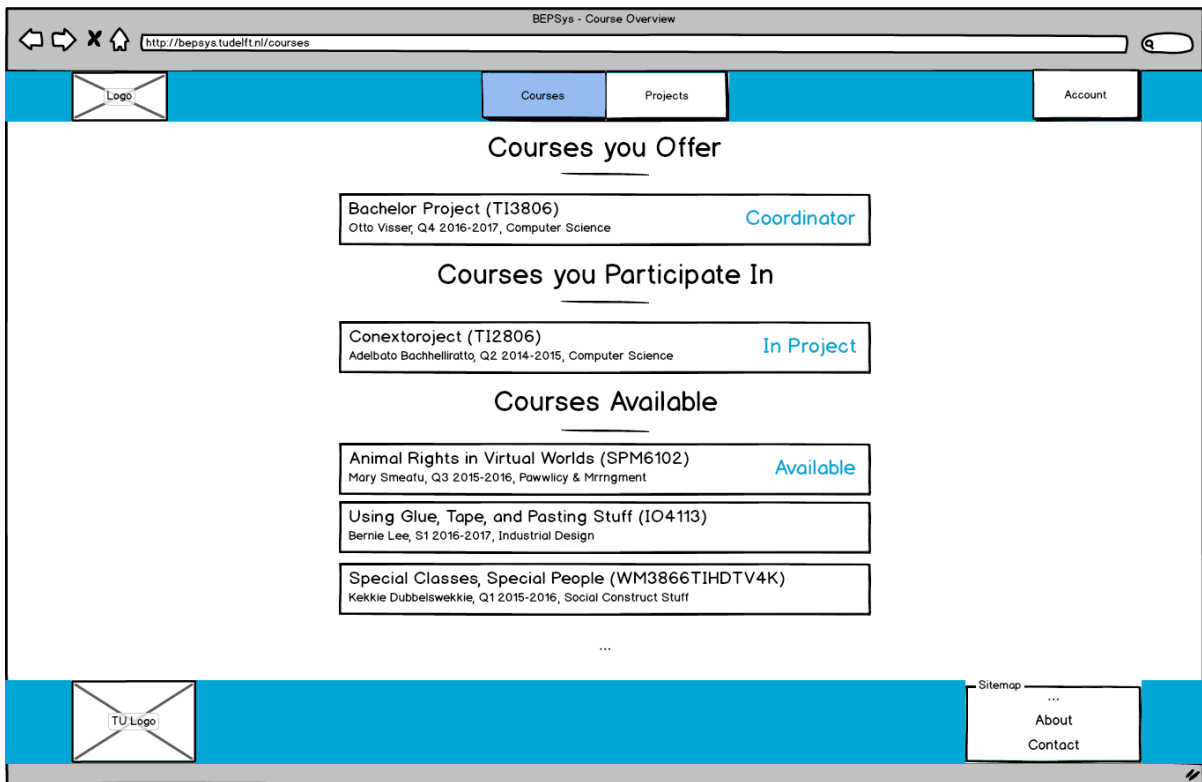 BEPSys - Course Overview
http://bepsys.tudelft.nl/courses
Logo
Courses
Projects
Account
Courses you Offer
Bachelor Project (TI3806)
Coordinator
Otto Visser, Q4 2016-2017, Computer Science
Courses you Participate In
Conextoroject (TI2806)
In Project
Adelbato Bachhelliratto, Q2 2014-2015, Computer Science
Courses Available
Animal Rights in Virtual Worlds (SPM6102)
Available
Mary Smeafu, Q3 2015-2016, Pawwlicy & Mrrngment
Using Glue, Tape, and Pasting Stuff (IO4113)
Bernie Lee, S1 2016-2017, Industrial Design
Special Classes, Special People (WM3866TIHDTV4K)
Kekkie Dubbelswekkie, Q1 2015-2016, Social Construct Stuff
...
TU Logo
Sitemap
...
About
Contact